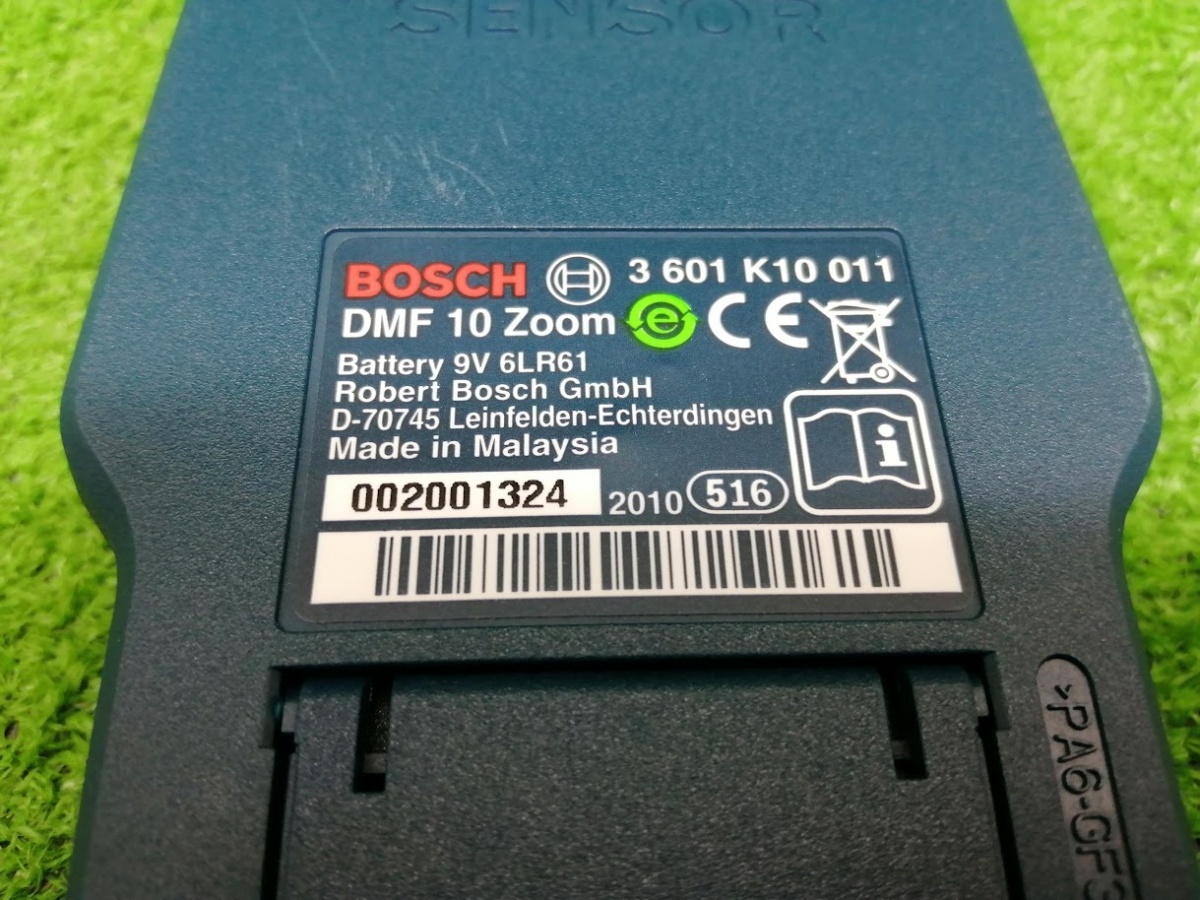 SENSOR
BOSCH 3 601 K10 011
DMF 10 Zoom e CE
Battery 9V 6LR61
Robert Bosch GmbH
D-70745 Leinfelden-Echterdingen
Made in Malaysia
i
002001324 2010 516
>PA6-GF3